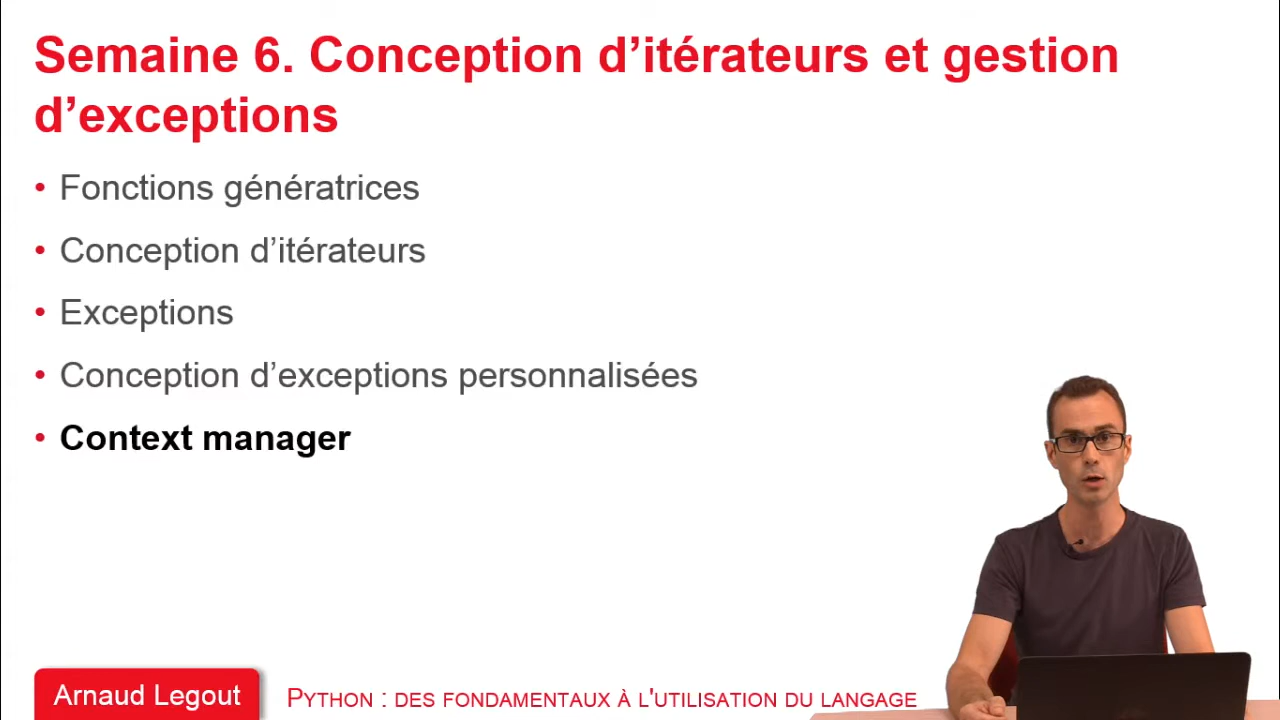 Semaine 6. Conception d’itérateurs et gestion
d’exceptions
• Fonctions génératrices
• Conception d’itérateurs
• Exceptions
• Conception d’exceptions personnalisées
• Context manager
Arnaud Legout
PYTHON : DES FONDAMENTAUX À L'UTILISATION DU LANGAGE